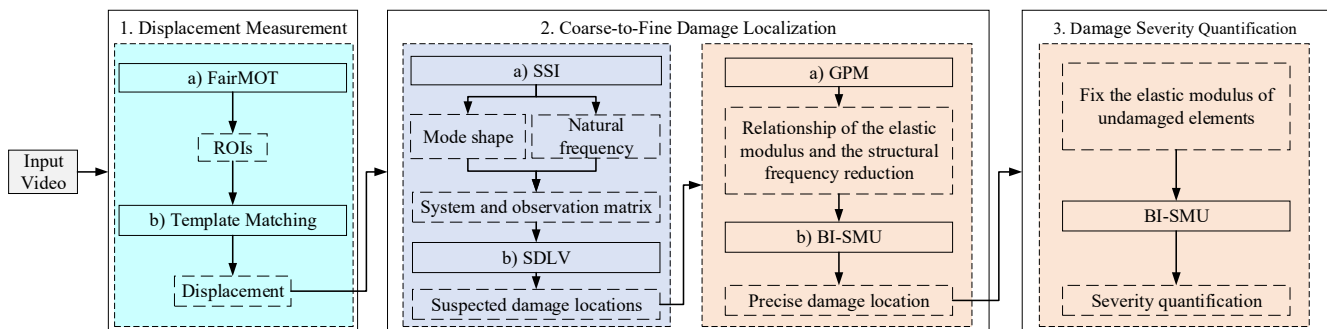 Input
Video
1. Displacement Measurement
a) FairMOT
ROIs
b) Template Matching
Displacement
2. Coarse-to-Fine Damage Localization
a) SSI
Mode shape
Natural
frequency
System and observation matrix
b) SDLV
Suspected damage locations
a) GPM
Relationship of the elastic
modulus and the structural
frequency reduction
b) BI-SMU
Precise damage location
3. Damage Severity Quantification
Fix the elastic modulus of
undamaged elements
BI-SMU
Severity quantification